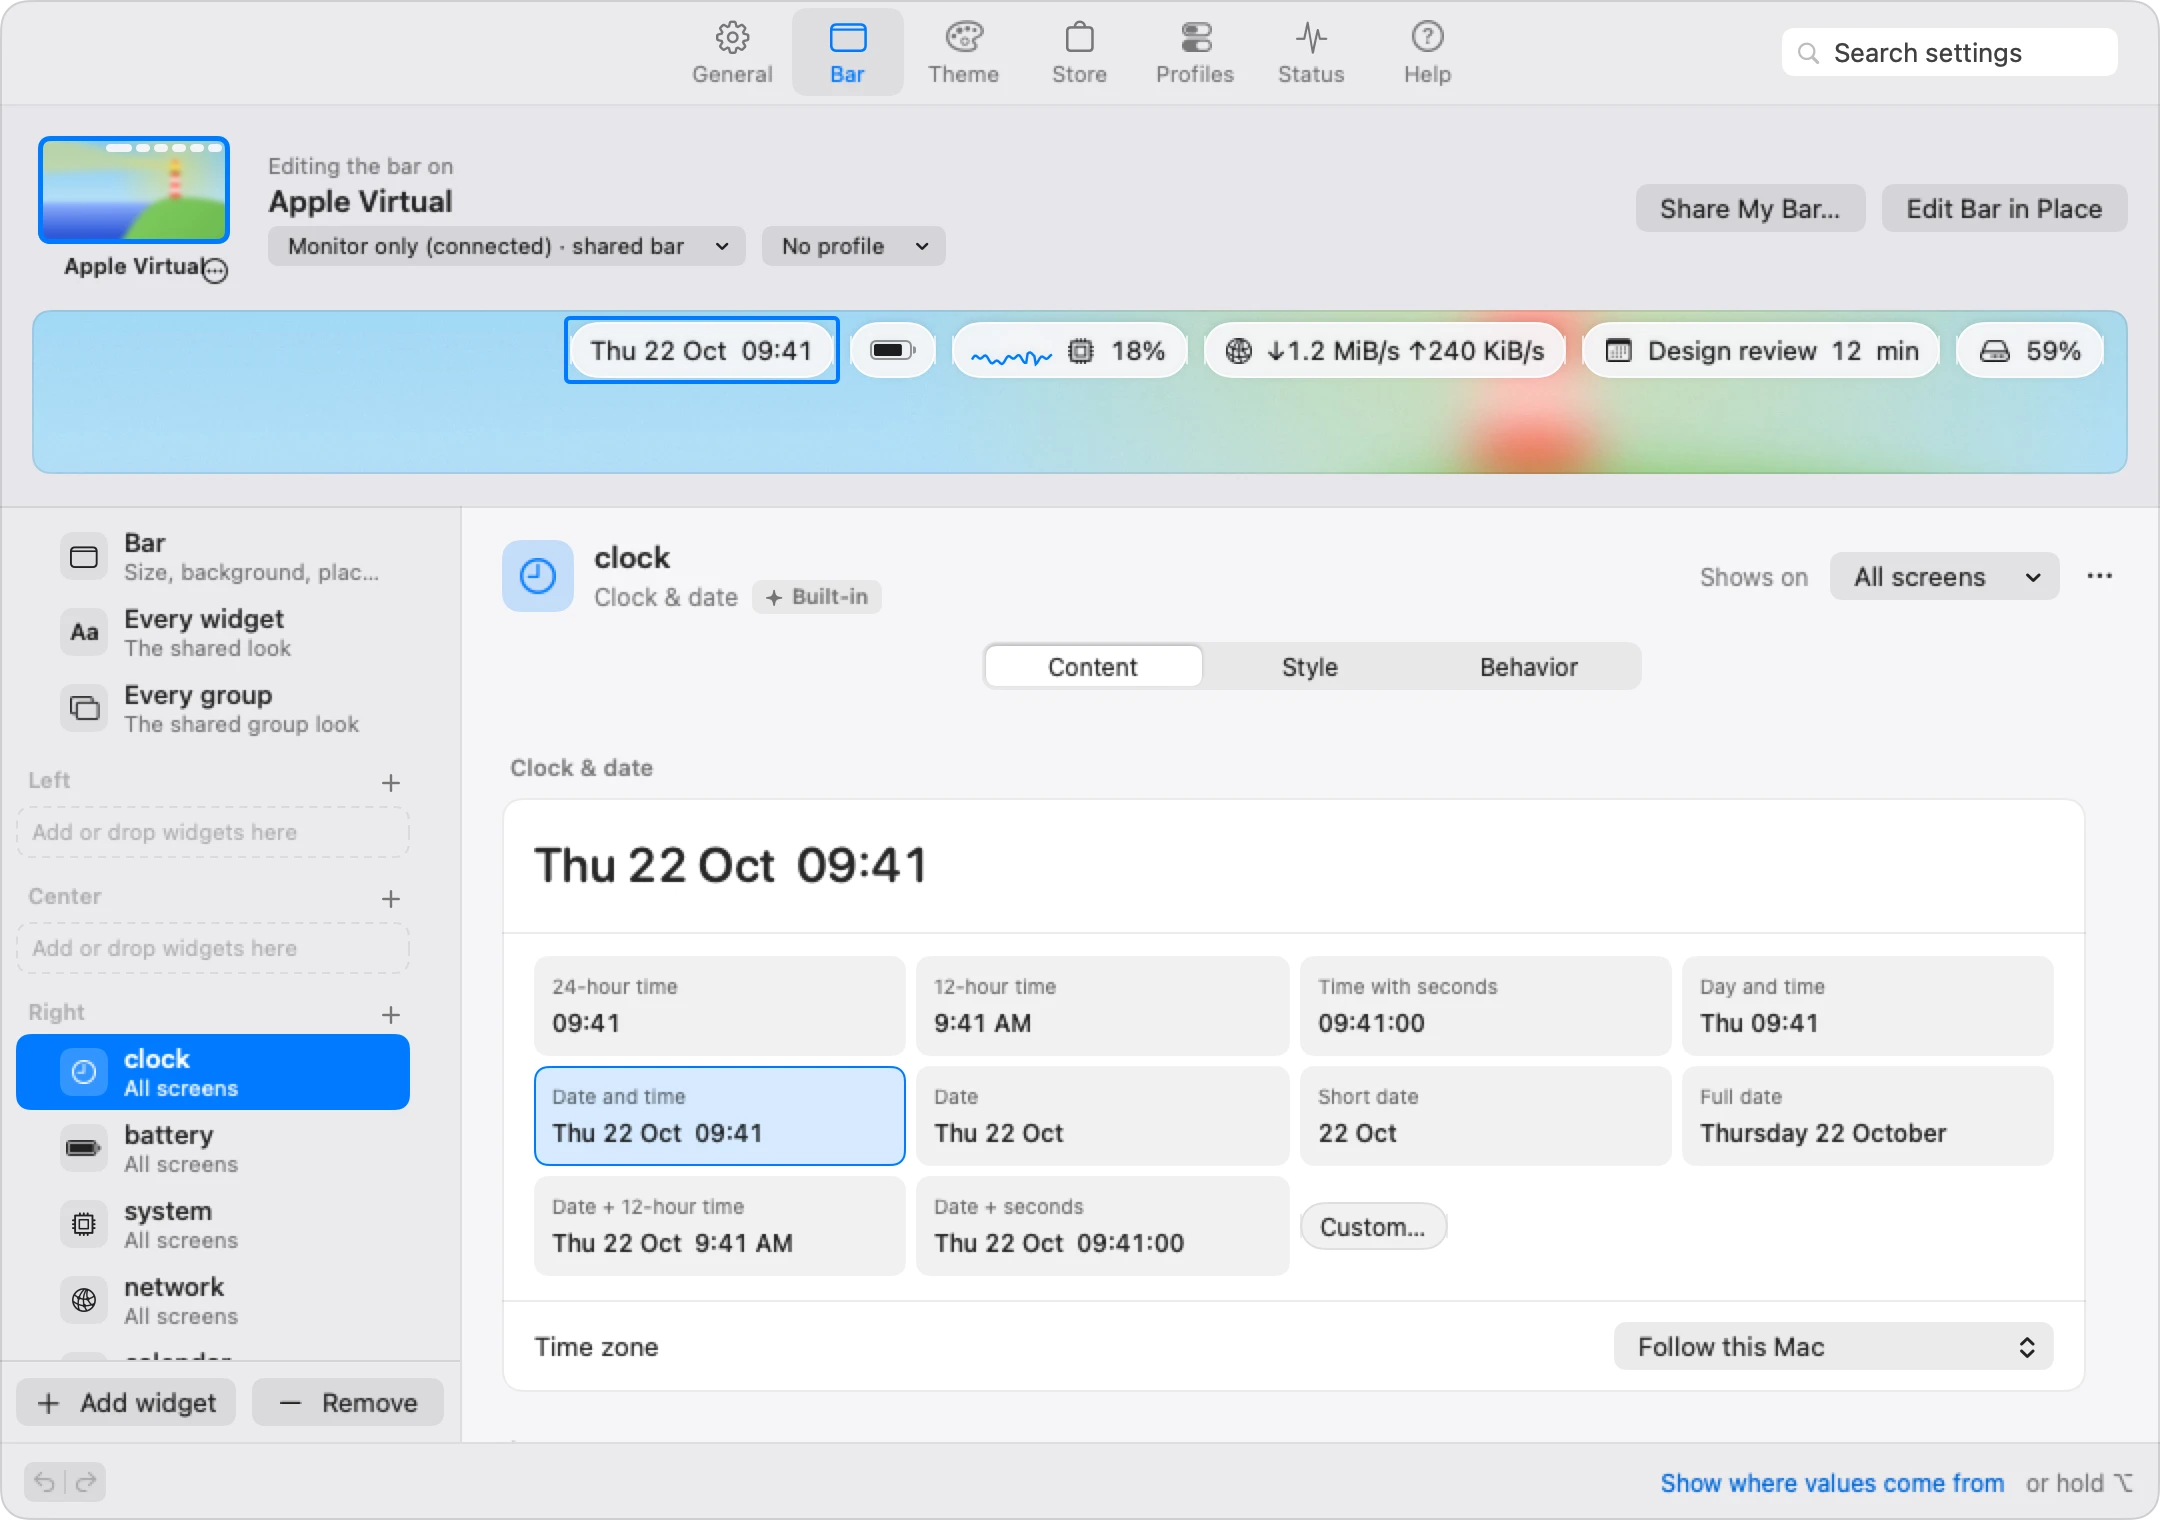 General
Bar
Theme
Store
Profiles
Status
Help
Search settings
Editing the bar on
Apple Virtual
Share My Bar...
Edit Bar in Place
Monitor only (connected) · shared bar
No profile
Apple Virtual
Thu 22 Oct 09:41
18%
↓1.2 MiB/s ↑240 KiB/s
Design review 12 min
59%
Bar
Size, background, plac...
Every widget
The shared look
Aa
Every group
The shared group look
Left
Add or drop widgets here
Center
Add or drop widgets here
Right
clock
All screens
battery
All screens
system
All screens
network
All screens
Add widget
Remove
clock
Clock & date
Built-in
Shows on
All screens
Content
Style
Behavior
Clock & date
Thu 22 Oct 09:41
24-hour time
09:41
12-hour time
9:41 AM
Time with seconds
09:41:00
Day and time
Thu 09:41
Date and time
Thu 22 Oct 09:41
Date
Thu 22 Oct
Short date
22 Oct
Full date
Thursday 22 October
Date + 12-hour time
Thu 22 Oct 9:41 AM
Date + seconds
Thu 22 Oct 09:41:00
Custom...
Time zone
Follow this Mac
Show where values come from
or hold ⌥